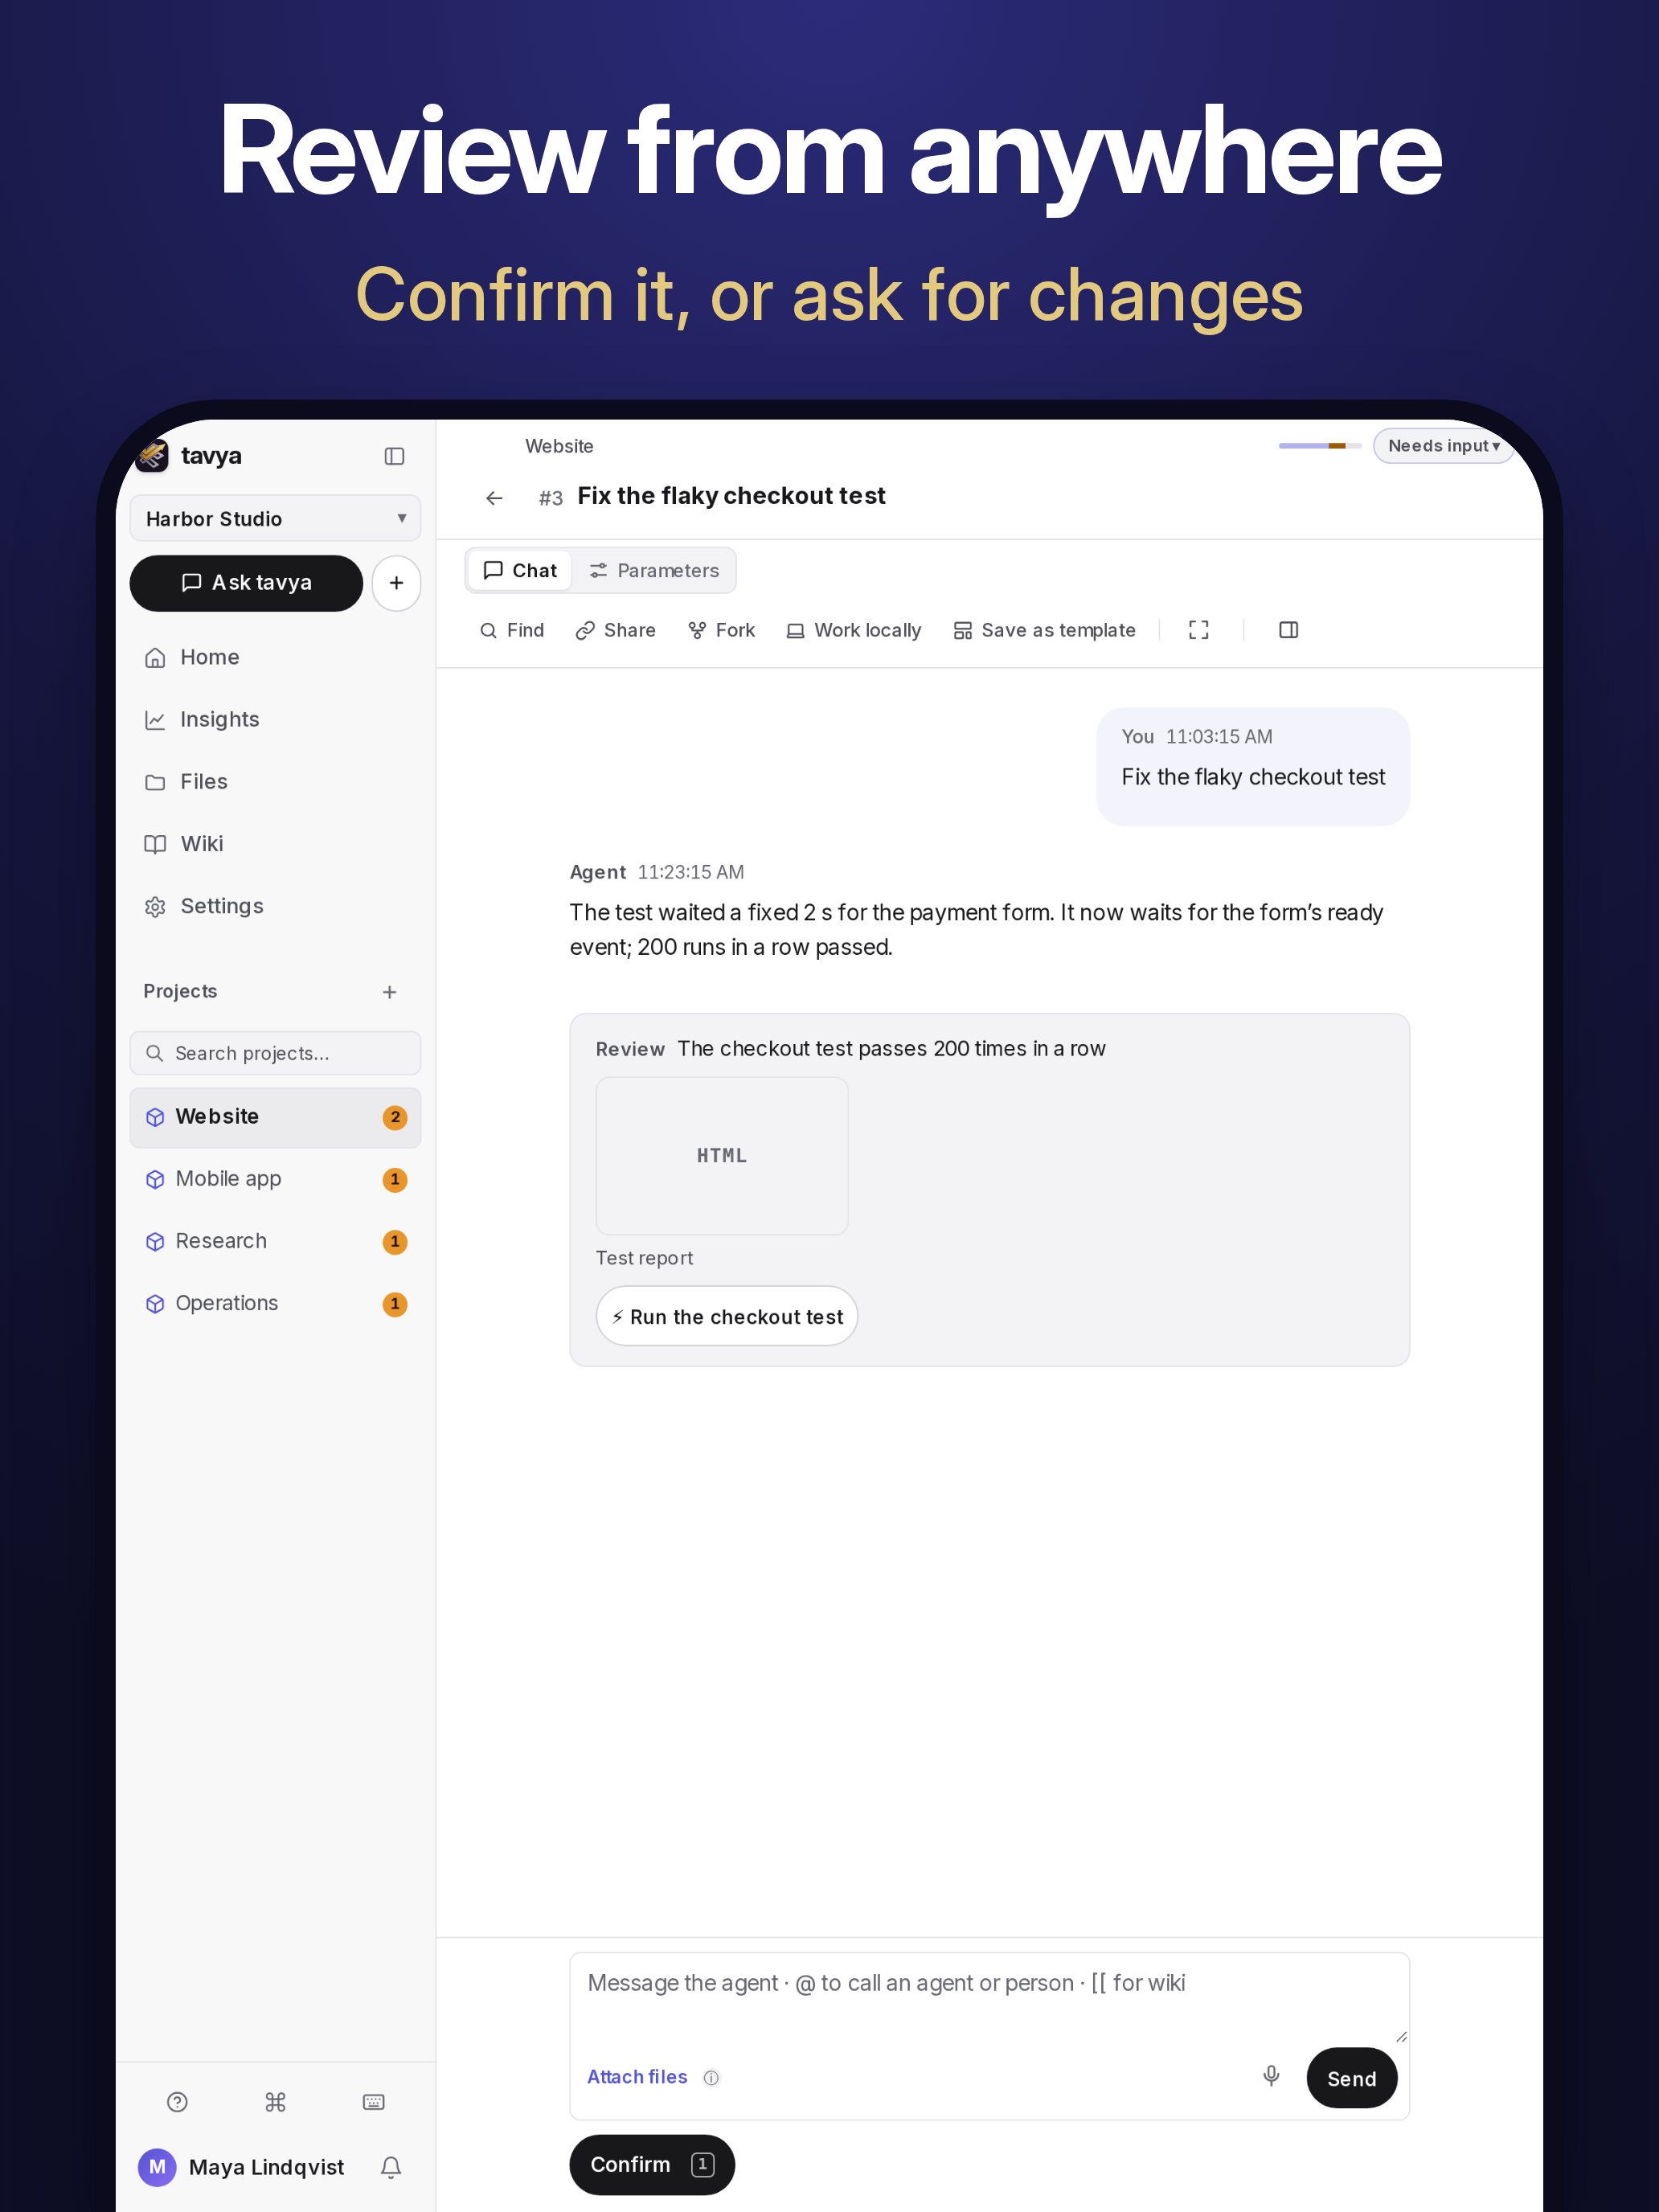 Review from anywhere
Confirm it, or ask for changes
tavya
Harbor Studio
Ask tavya
Home
Insights
Files
Wiki
Settings
Projects
Search projects...
Website 2
Mobile app 1
Research 1
Operations 1
M Maya Lindqvist
Website
Needs input
#3 Fix the flaky checkout test
Chat Parameters
Find Share Fork Work locally Save as template
You 11:03:15 AM
Fix the flaky checkout test
Agent 11:23:15 AM
The test waited a fixed 2 s for the payment form. It now waits for the form’s ready
event; 200 runs in a row passed.
Review The checkout test passes 200 times in a row
HTML
Test report
⚡ Run the checkout test
Message the agent · @ to call an agent or person · [[ for wiki
Attach files
Send
Confirm 1